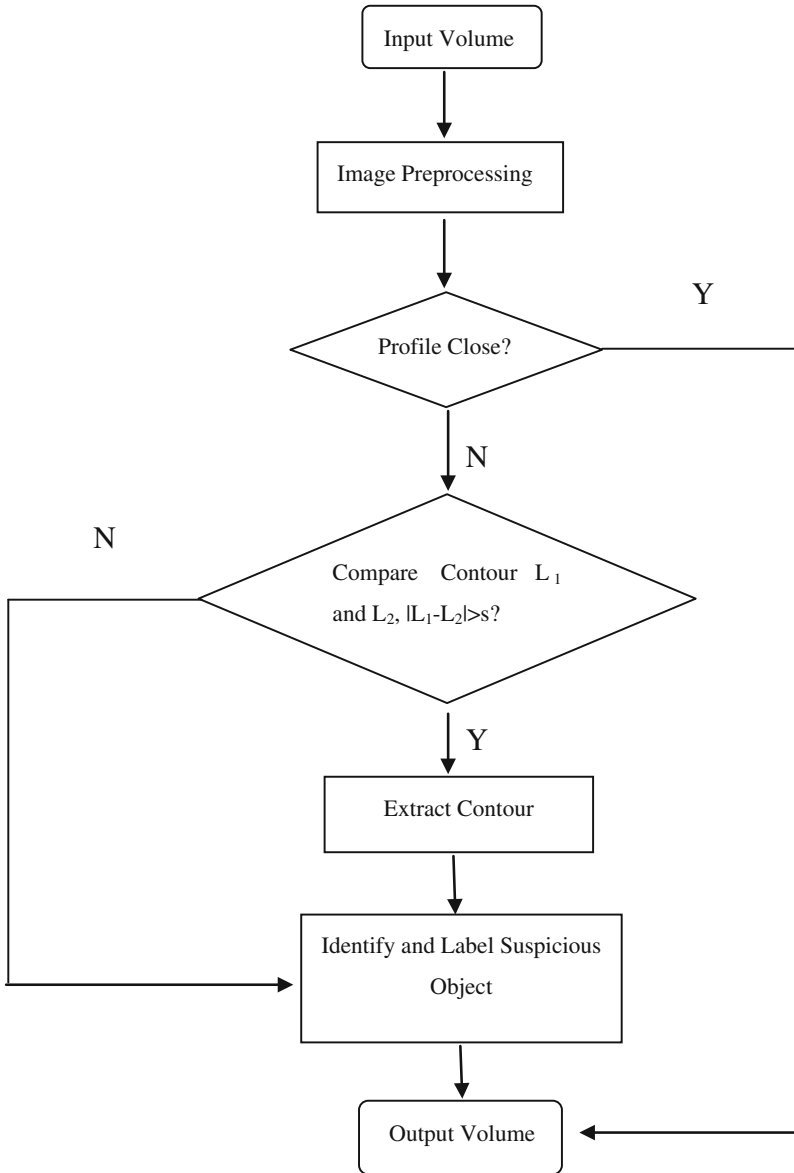 Input Volume
Image Preprocessing
Y
Profile Close?
N
N
Compare Contour L₁
and L₂, |L₁-L₂|>s?
Y
Extract Contour
Identify and Label Suspicious
Object
Output Volume